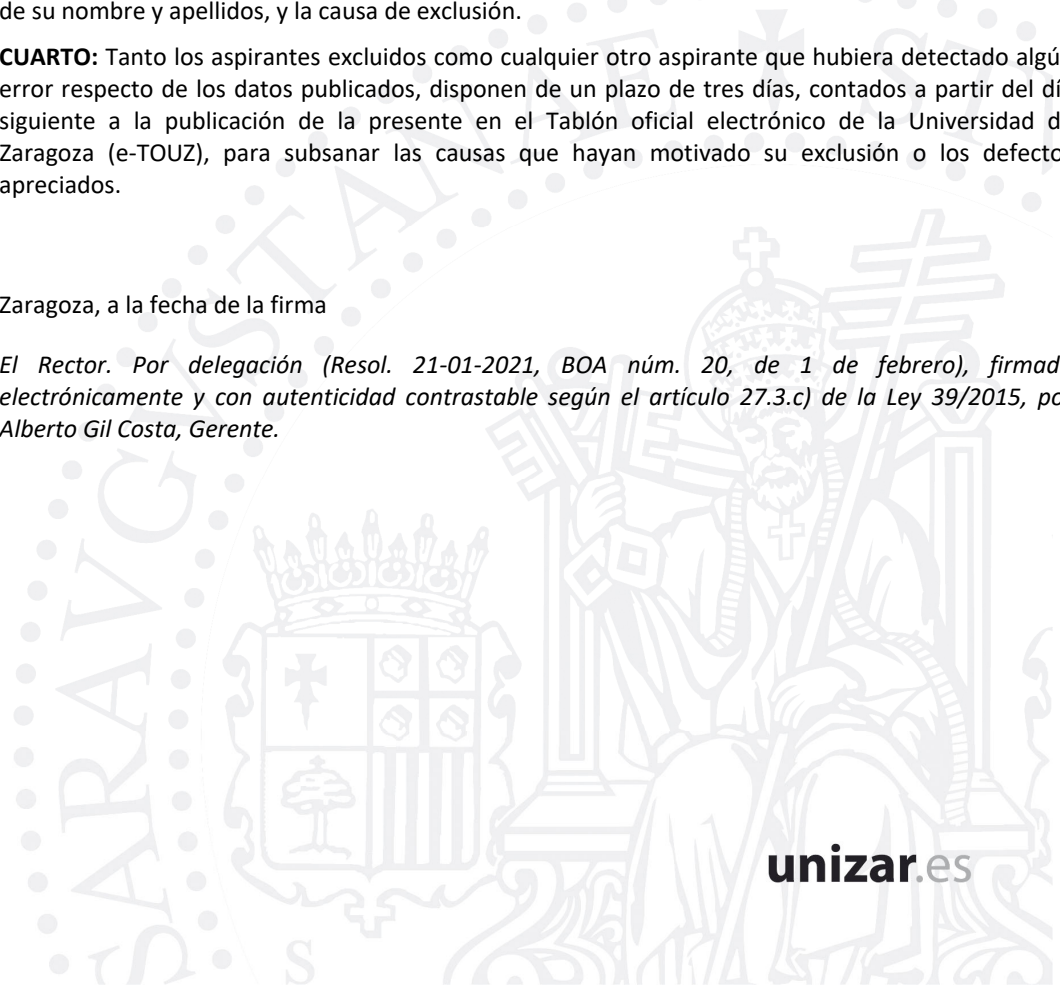 de su nombre y apellidos, y la causa de exclusión.
CUARTO: Tanto los aspirantes excluidos como cualquier otro aspirante que hubiera detectado algú
error respecto de los datos publicados, disponen de un plazo de tres días, contados a partir del dí
siguiente a la publicación de la presente en el Tablón oficial electrónico de la Universidad d
Zaragoza (e-TOUZ), para subsanar las causas que hayan motivado su exclusión o los defecto
apreciados.
Zaragoza, a la fecha de la firma
El Rector. Por delegación (Resol. 21-01-2021, BOA núm. 20, de 1 de febrero), firmad
electrónicamente y con autenticidad contrastable según el artículo 27.3.c) de la Ley 39/2015, po
Alberto Gil Costa, Gerente.
unizar.es